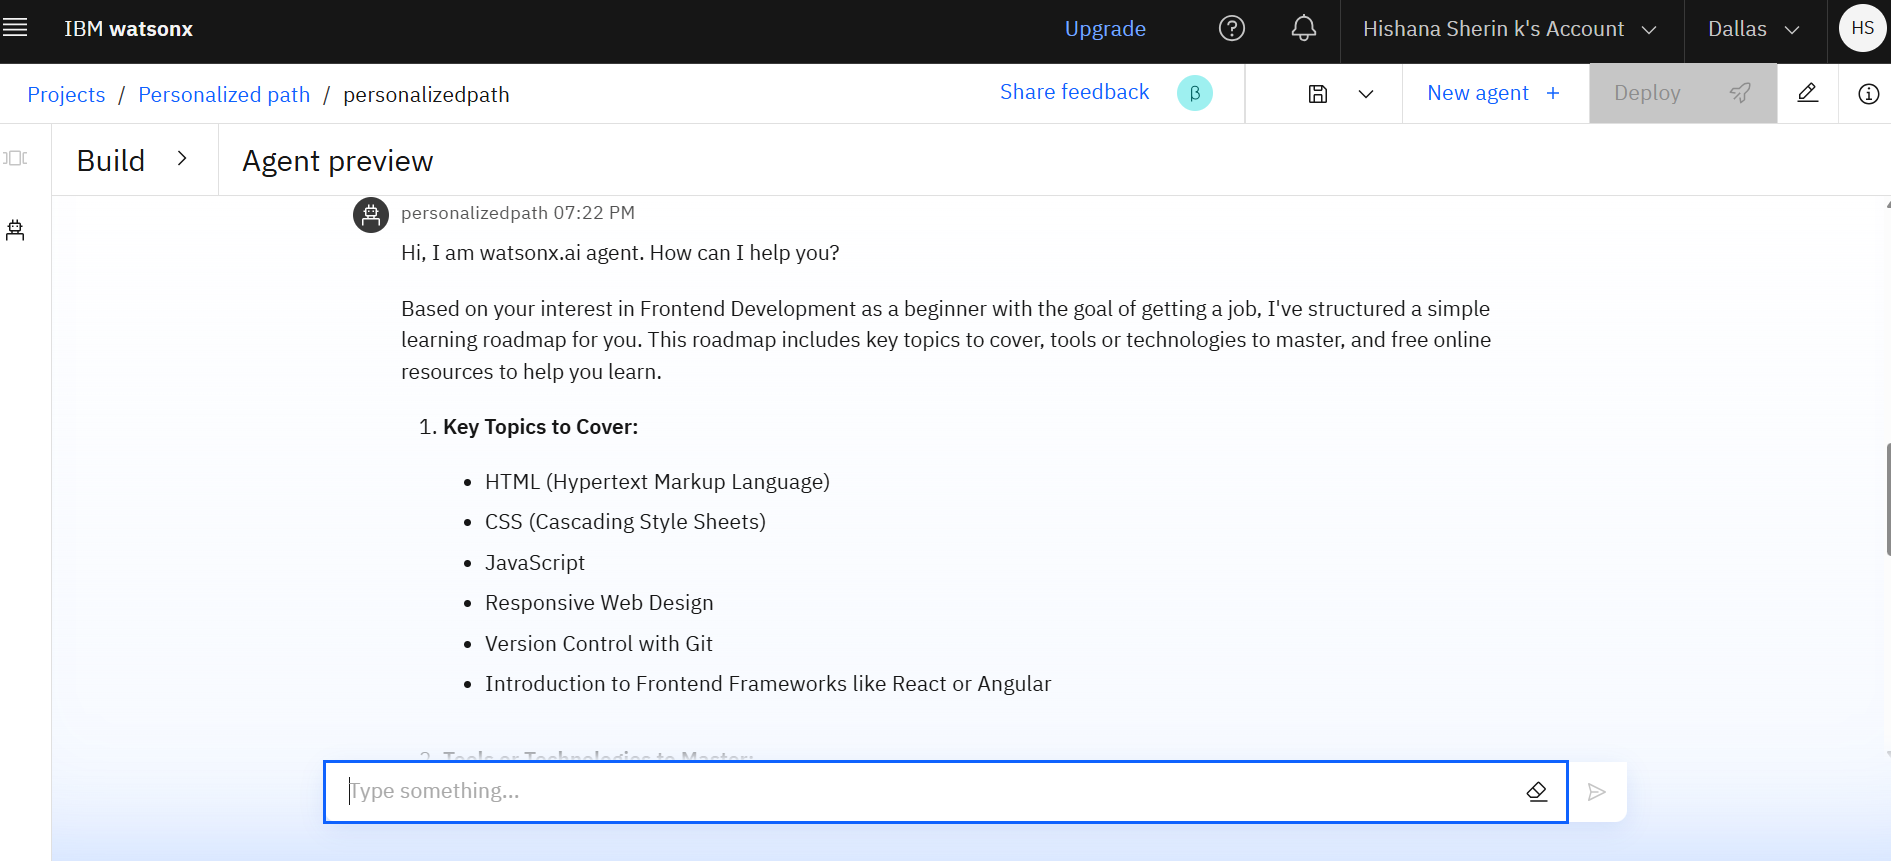 IBM watsonx
Upgrade
Hishana Sherin k's Account
Dallas
HS
Projects / Personalized path / personalizedpath
Share feedback
β
New agent +
Deploy
Build
Agent preview
personalizedpath 07:22 PM
Hi, I am watsonx.ai agent. How can I help you?
Based on your interest in Frontend Development as a beginner with the goal of getting a job, I've structured a simple
learning roadmap for you. This roadmap includes key topics to cover, tools or technologies to master, and free online
resources to help you learn.
1. Key Topics to Cover:
• HTML (Hypertext Markup Language)
• CSS (Cascading Style Sheets)
• JavaScript
• Responsive Web Design
• Version Control with Git
• Introduction to Frontend Frameworks like React or Angular
2. Tools or Technologies to Master:
Type something...